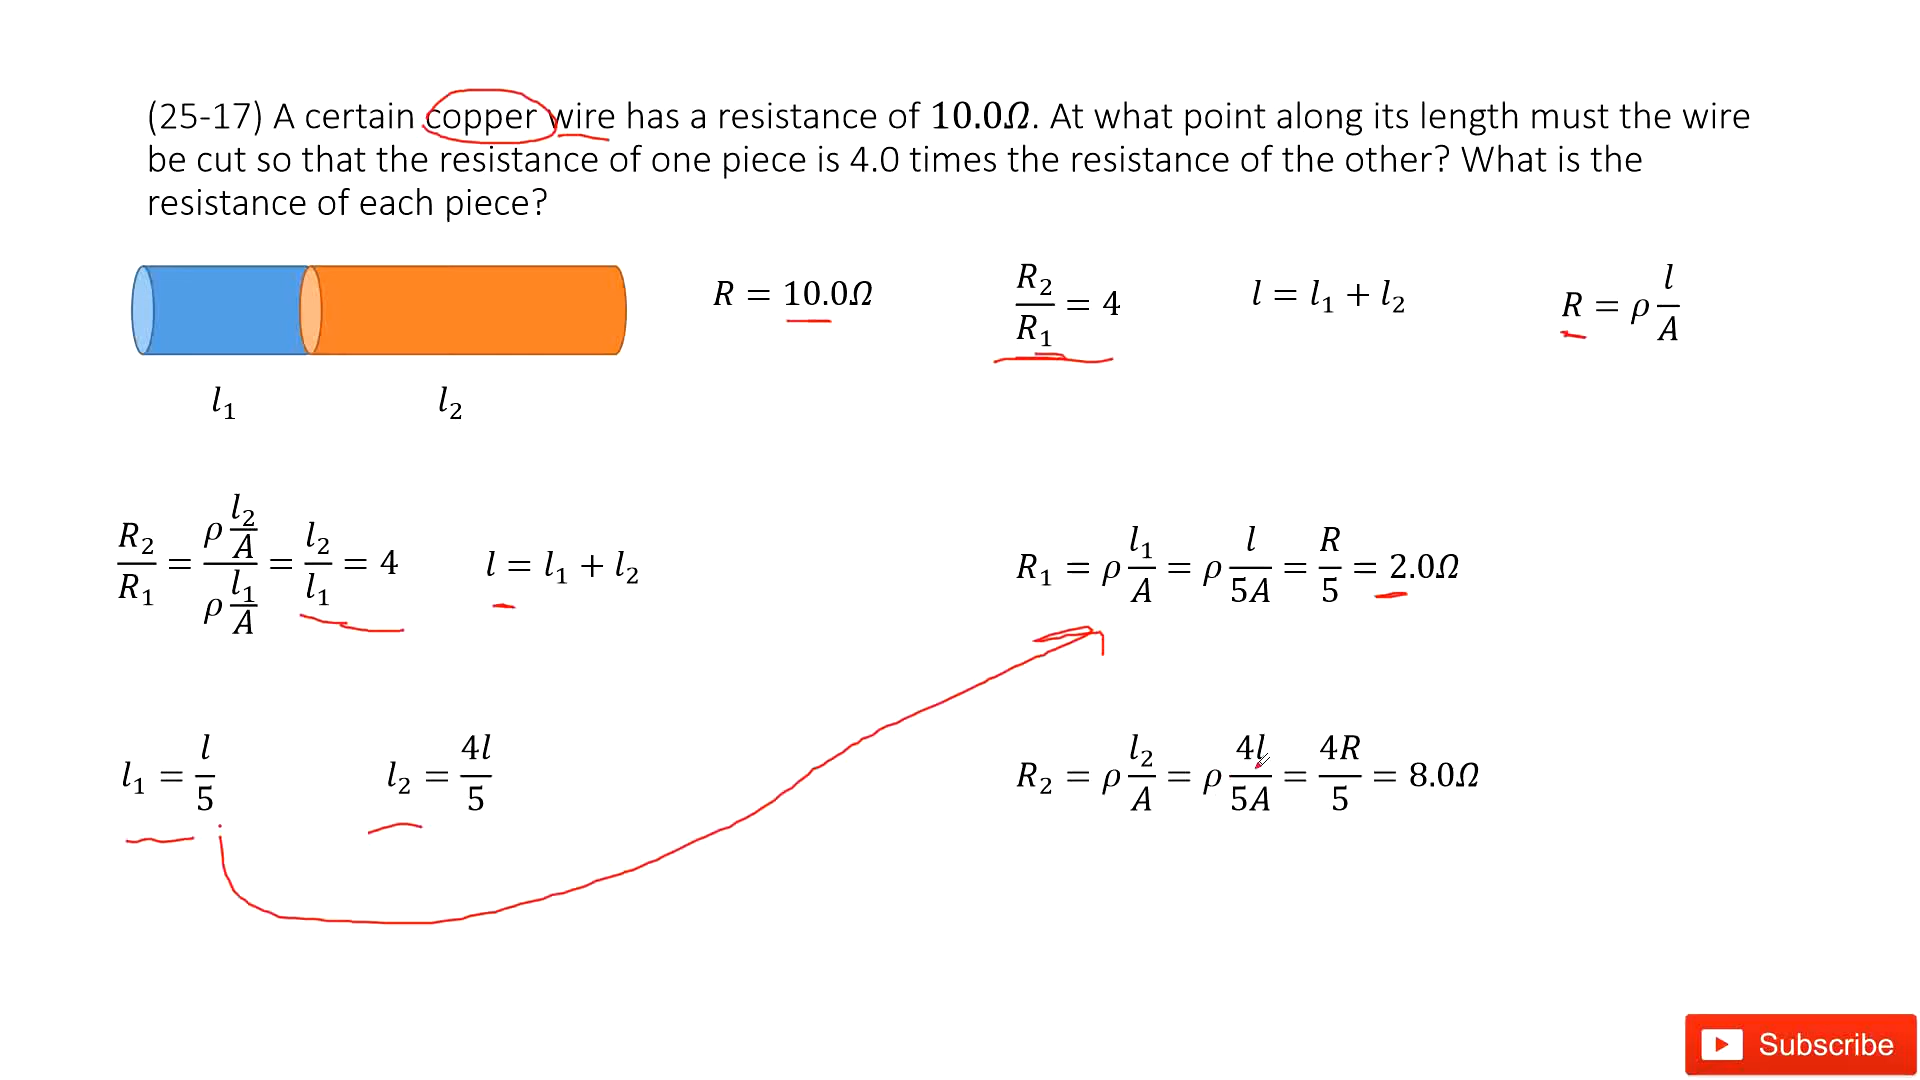 (25-17) A certain copper wire has a resistance of 10.0Ω. At what point along its length must the wire
be cut so that the resistance of one piece is 4.0 times the resistance of the other? What is the
resistance of each piece?
R = 10.0Ω
R₂/R₁ = 4
l = l₁ + l₂
R = ρ l/A
l₁
l₂
R₂/R₁ = (ρ l₂/A)/(ρ l₁/A) = l₂/l₁ = 4
l = l₁ + l₂
R₁ = ρ l₁/A = ρ l/5A = R/5 = 2.0Ω
l₁ = l/5
l₂ = 4l/5
R₂ = ρ l₂/A = ρ 4l/5A = 4R/5 = 8.0Ω
Subscribe